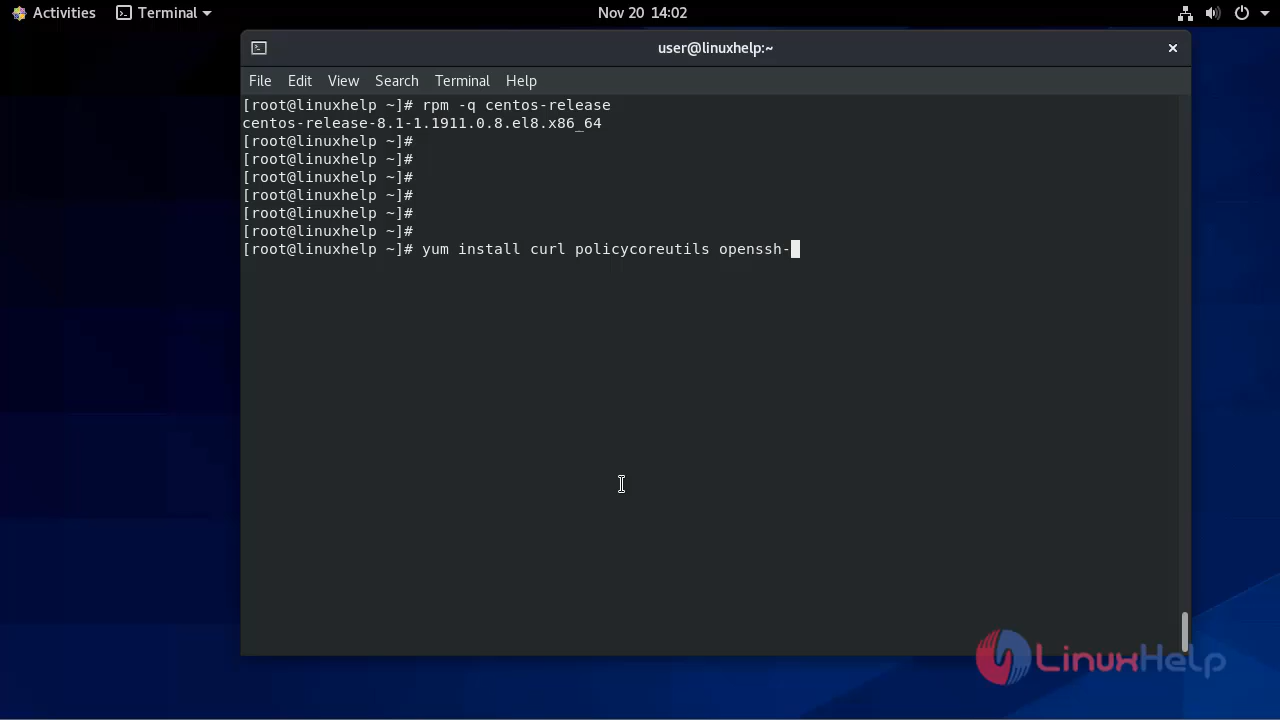 Activities Terminal Nov 20 14:02
user@linuxhelp:~
File Edit View Search Terminal Help
[root@linuxhelp ~]# rpm -q centos-release
centos-release-8.1-1.1911.0.8.el8.x86_64
[root@linuxhelp ~]#
[root@linuxhelp ~]#
[root@linuxhelp ~]#
[root@linuxhelp ~]#
[root@linuxhelp ~]#
[root@linuxhelp ~]#
[root@linuxhelp ~]# yum install curl policycoreutils openssh-
LinuxHelp